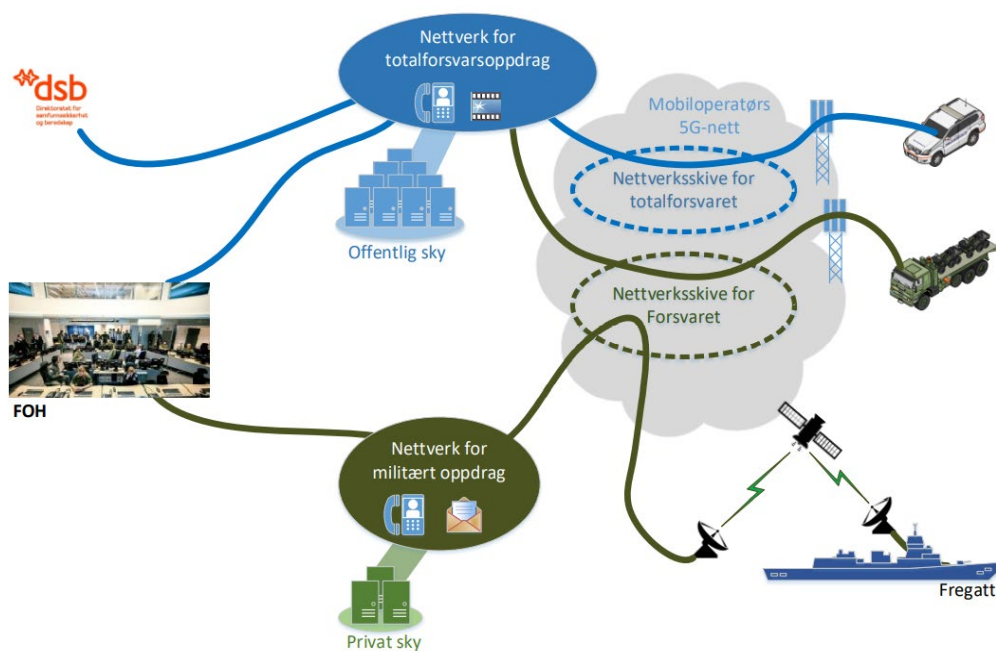 Nettverk for
totalforsvarsoppdrag
dsb
Direktoratet for
samfunnssikkerhet
og beredskap
Mobiloperatørs
5G-nett
Nettverksskive for
totalforsvaret
Offentlig sky
Nettverksskive for
Forsvaret
FOH
Nettverk for
militært oppdrag
Fregatt
Privat sky